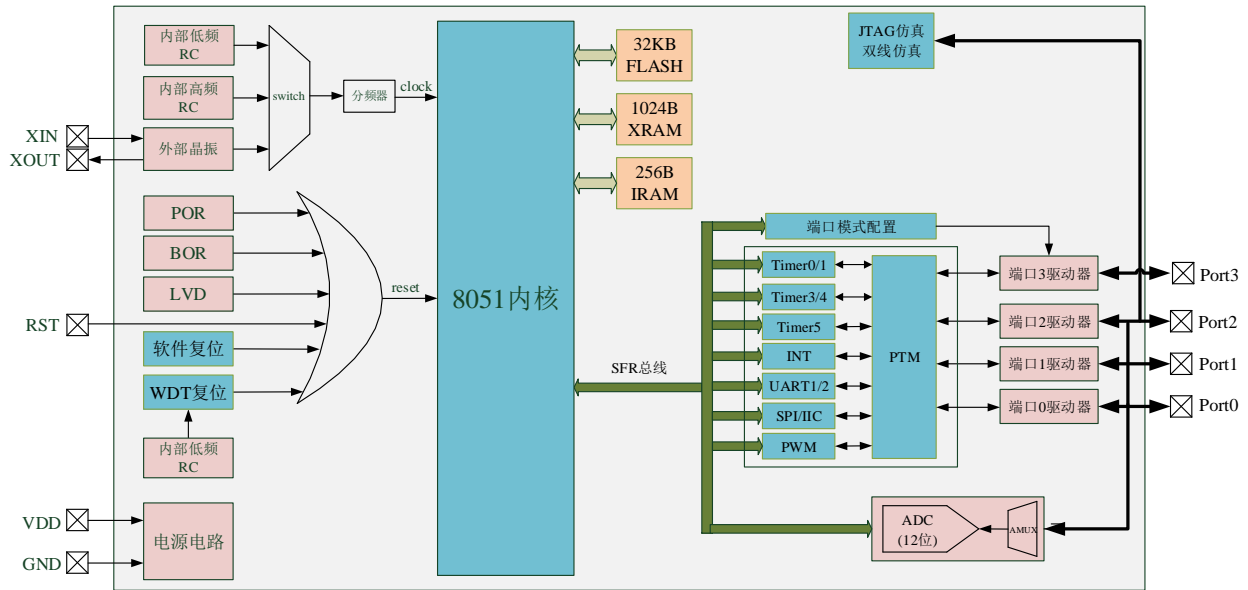 内部低频
RC
内部高频
RC
外部晶振
XIN
XOUT
switch
分频器
clock
POR
BOR
LVD
RST
软件复位
WDT复位
内部低频
RC
reset
VDD
GND
电源电路
8051内核
32KB
FLASH
1024B
XRAM
256B
IRAM
JTAG仿真
双线仿真
SFR总线
端口模式配置
Timer0/1
Timer3/4
Timer5
INT
UART1/2
SPI/IIC
PWM
PTM
端口3驱动器
端口2驱动器
端口1驱动器
端口0驱动器
Port3
Port2
Port1
Port0
ADC
(12位)
AMUX